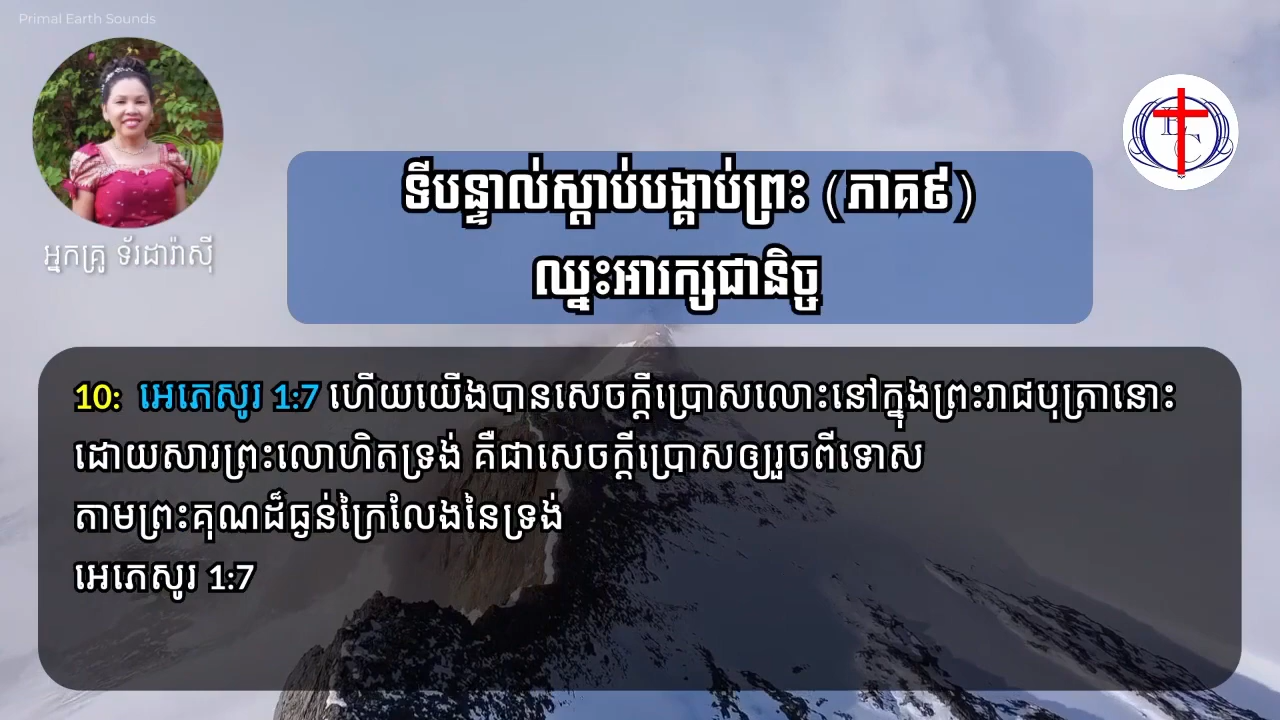 Primal Earth Sounds
អ្នកគ្រូ ទ័រដារ៉ាស៊ី
ទីបន្ទាល់ស្តាប់បង្គាប់ព្រះ (ភាគ៩)
ឈ្នះអារក្សជានិច្ច
10: អេភេសូរ 1:7 ហើយយើងបានសេចក្ដីប្រោសលោះនៅក្នុងព្រះរាជបុត្រានោះ
ដោយសារព្រះលោហិតទ្រង់ គឺជាសេចក្ដីប្រោសឲ្យរួចពីទោស
តាមព្រះគុណដ៏ធ្ងន់ក្រៃលែងនៃទ្រង់
អេភេសូរ 1:7